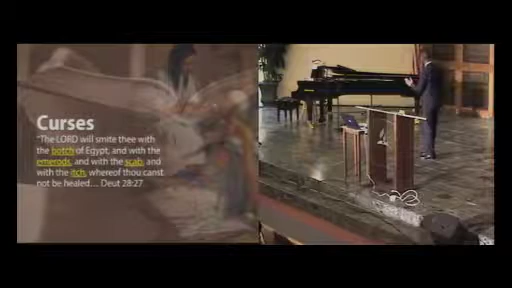 Curses
"The LORD will smite thee with
the botch of Egypt, and with the
emerods, and with the scab, and
with the itch, whereof thou canst
not be healed... Deut 28:27